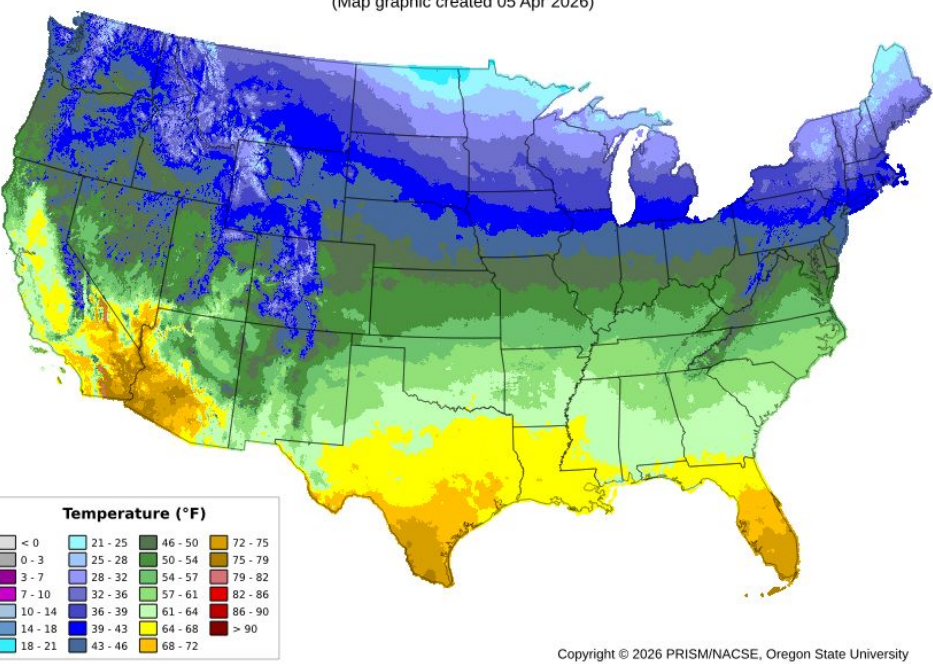 (Map graphic created 05 Apr 2026)
Temperature (°F)
< 0
0 - 3
3 - 7
7 - 10
10 - 14
14 - 18
18 - 21
21 - 25
25 - 28
28 - 32
32 - 36
36 - 39
39 - 43
43 - 46
46 - 50
50 - 54
54 - 57
57 - 61
61 - 64
64 - 68
68 - 72
72 - 75
75 - 79
79 - 82
82 - 86
86 - 90
> 90
Copyright © 2026 PRISM/NACSE, Oregon State University